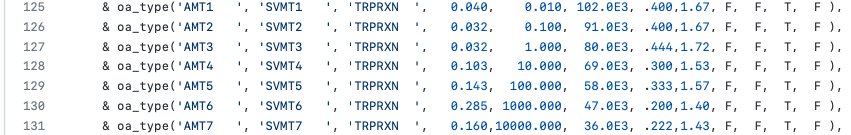 125 & oa_type('AMT1   ', 'SVMT1   ', 'TRPRXN  ',   0.040,    0.010, 102.0E3, .400,1.67, F,  F,  T,  F ),
126 & oa_type('AMT2   ', 'SVMT2   ', 'TRPRXN  ',   0.032,    0.100, 91.0E3, .400,1.67, F,  F,  T,  F ),
127 & oa_type('AMT3   ', 'SVMT3   ', 'TRPRXN  ',   0.032,    1.000, 80.0E3, .444,1.72, F,  F,  T,  F ),
128 & oa_type('AMT4   ', 'SVMT4   ', 'TRPRXN  ',   0.103,   10.000, 69.0E3, .300,1.53, F,  F,  T,  F ),
129 & oa_type('AMT5   ', 'SVMT5   ', 'TRPRXN  ',   0.143,  100.000, 58.0E3, .333,1.57, F,  F,  T,  F ),
130 & oa_type('AMT6   ', 'SVMT6   ', 'TRPRXN  ',   0.285, 1000.000, 47.0E3, .200,1.40, F,  F,  T,  F ),
131 & oa_type('AMT7   ', 'SVMT7   ', 'TRPRXN  ',   0.160,10000.000, 36.0E3, .222,1.43, F,  F,  T,  F ),